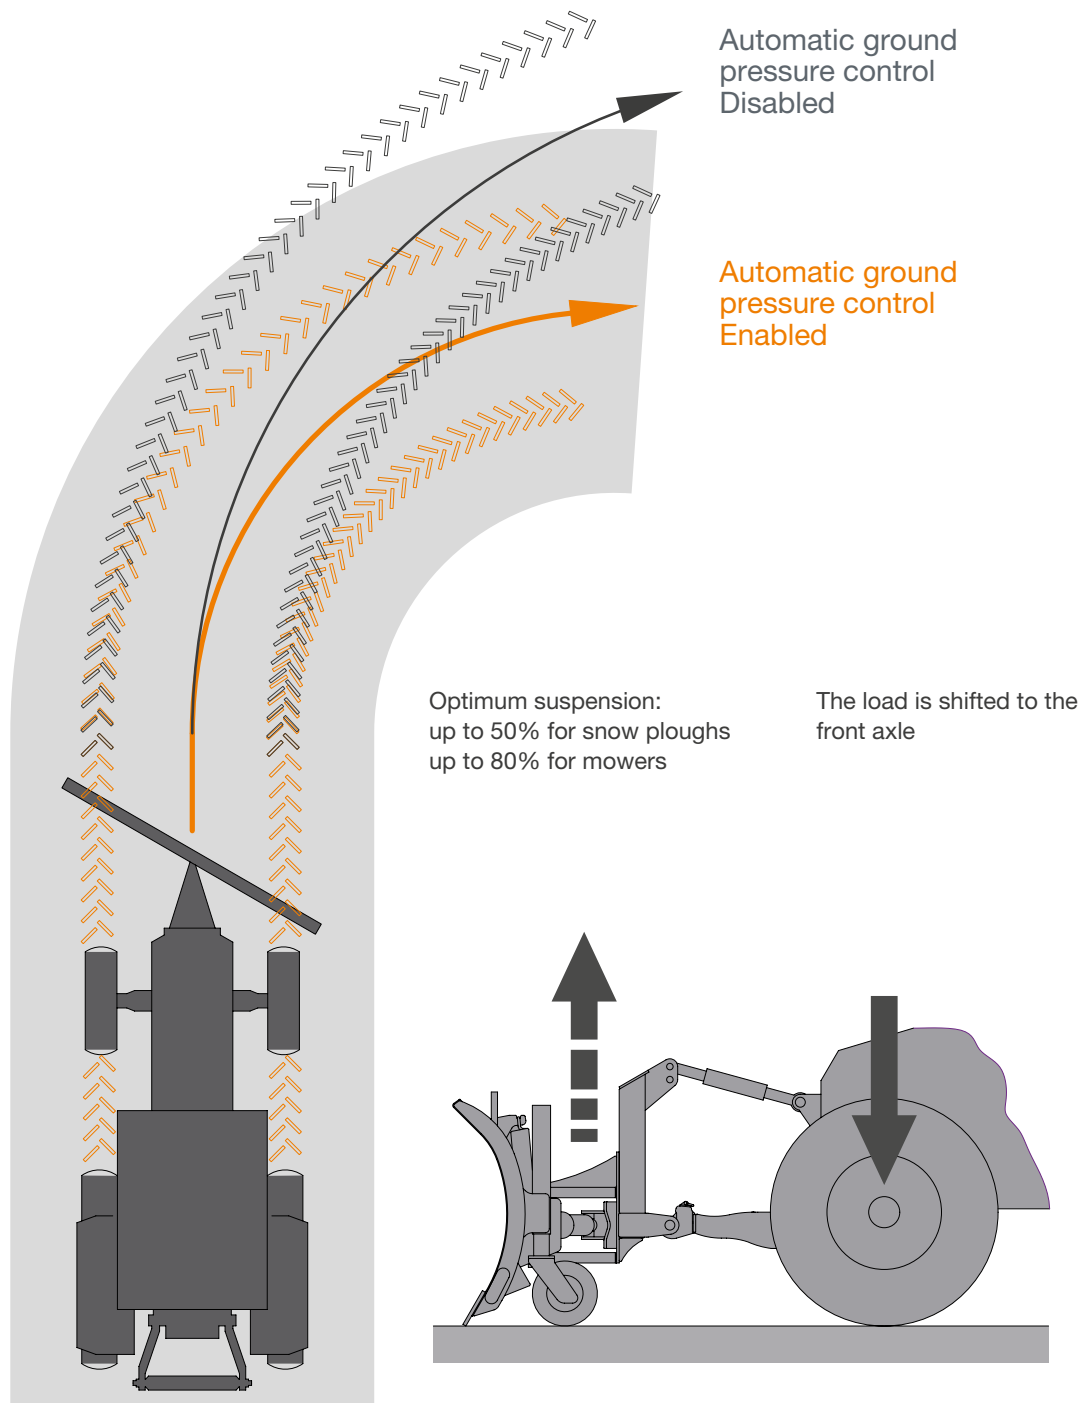 Automatic ground
pressure control
Disabled
Automatic ground
pressure control
Enabled
Optimum suspension:
up to 50% for snow ploughs
up to 80% for mowers
The load is shifted to the
front axle